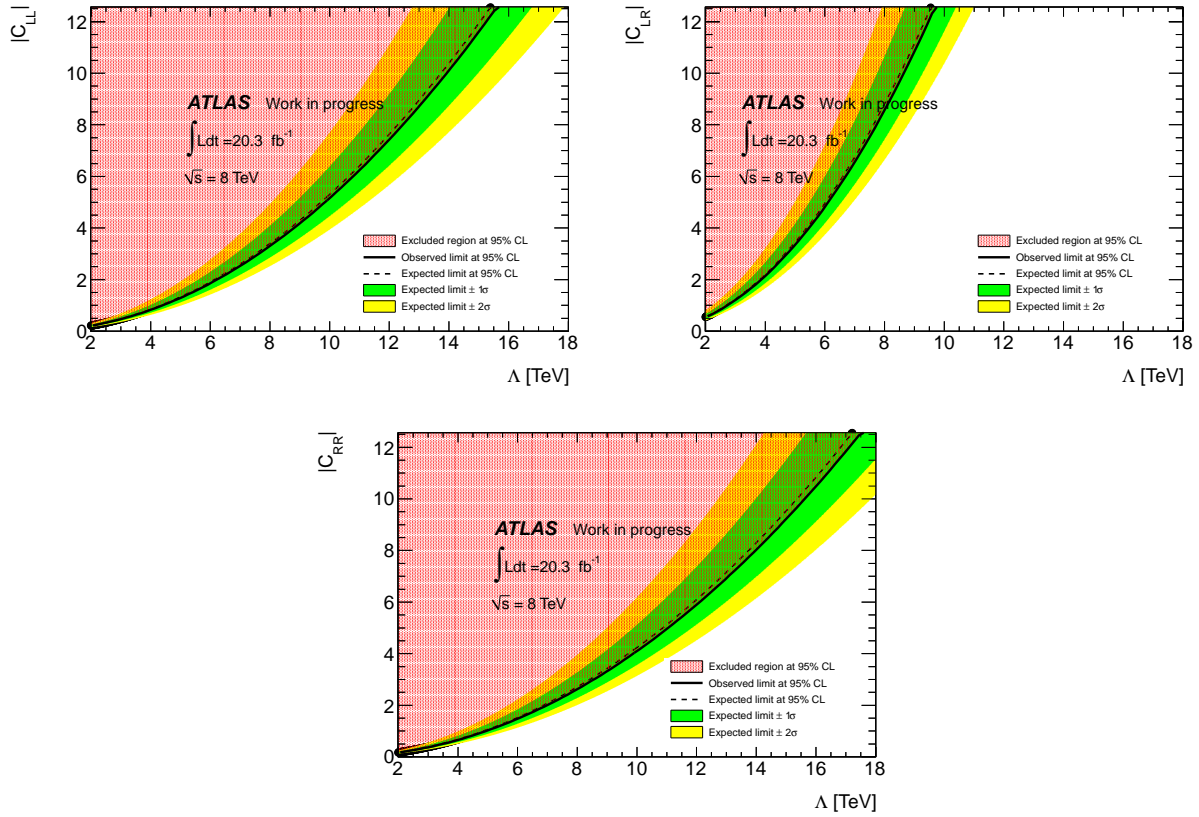 |C_LL|
12
10
8
6
4
2
0
ATLAS Work in progress
∫Ldt =20.3 fb⁻¹
√s = 8 TeV
Excluded region at 95% CL
Observed limit at 95% CL
Expected limit at 95% CL
Expected limit ± 1σ
Expected limit ± 2σ
2 4 6 8 10 12 14 16 18
Λ [TeV]
|C_LR|
12
10
8
6
4
2
0
ATLAS Work in progress
∫Ldt =20.3 fb⁻¹
√s = 8 TeV
Excluded region at 95% CL
Observed limit at 95% CL
Expected limit at 95% CL
Expected limit ± 1σ
Expected limit ± 2σ
2 4 6 8 10 12 14 16 18
Λ [TeV]
|C_RR|
12
10
8
6
4
2
0
ATLAS Work in progress
∫Ldt =20.3 fb⁻¹
√s = 8 TeV
Excluded region at 95% CL
Observed limit at 95% CL
Expected limit at 95% CL
Expected limit ± 1σ
Expected limit ± 2σ
2 4 6 8 10 12 14 16 18
Λ [TeV]